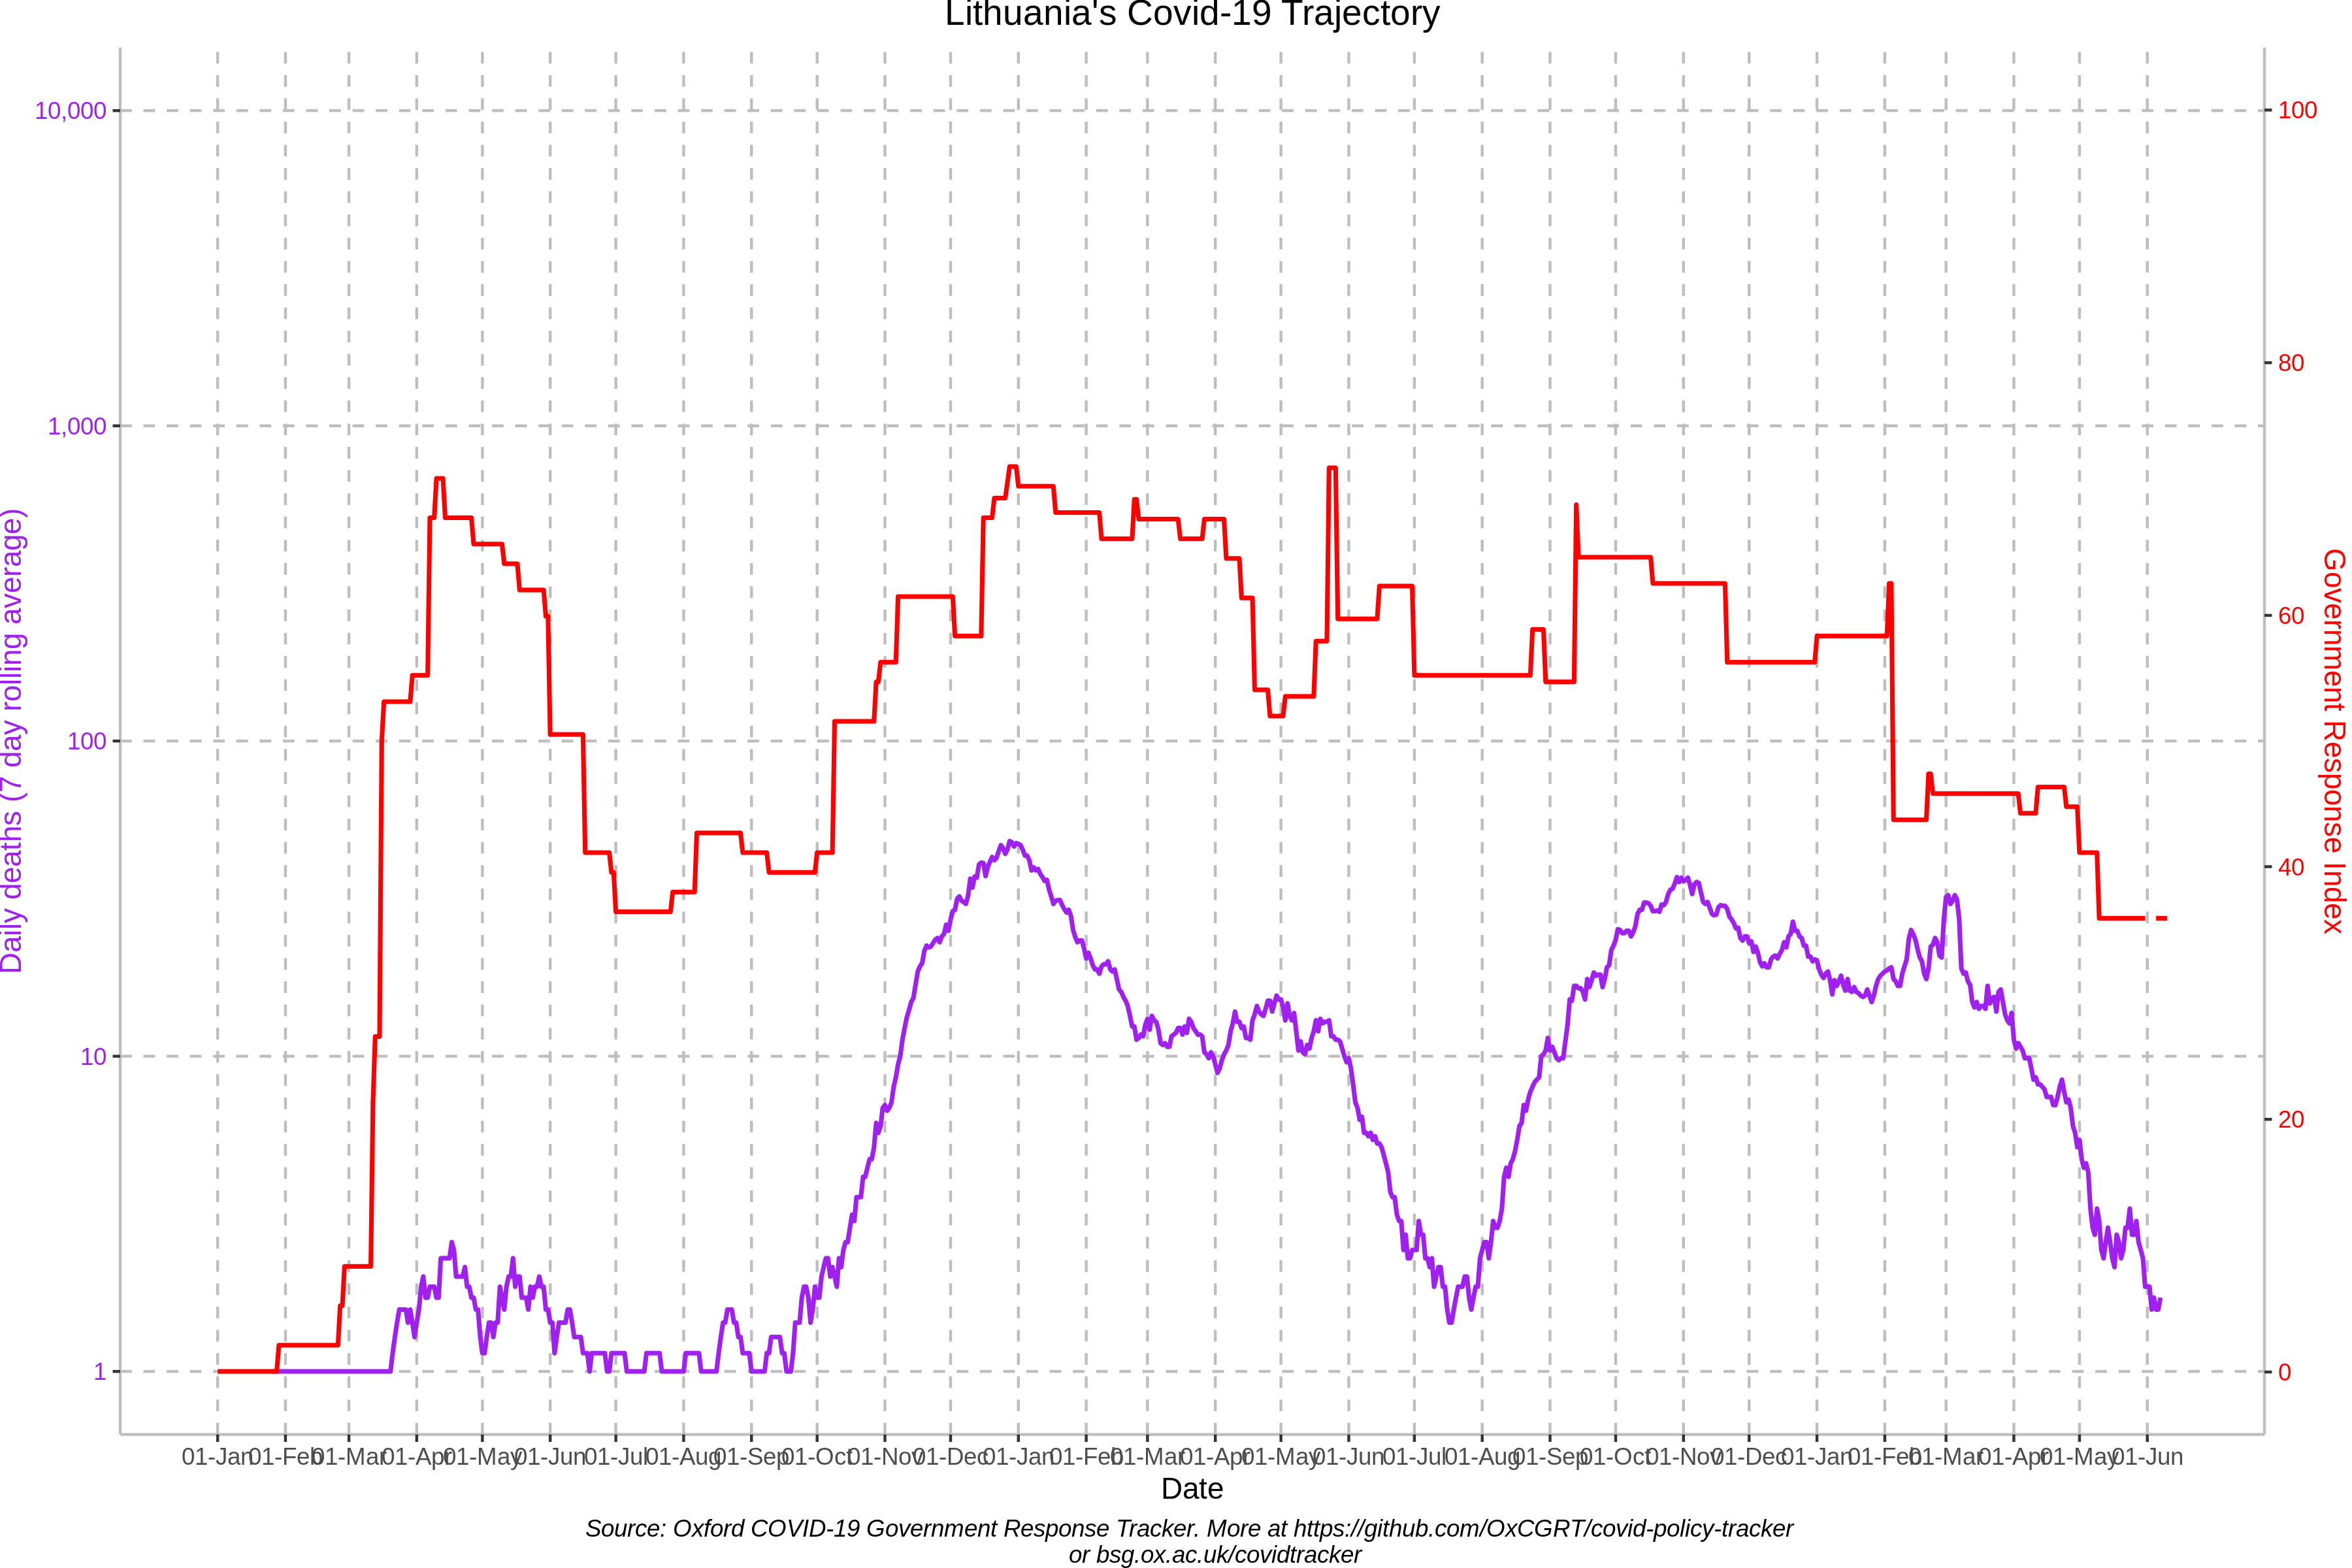 Lithuania's Covid-19 Trajectory
10,000
1,000
100
10
1
Daily deaths (7 day rolling average)
100
80
60
40
20
0
Government Response Index
01-Jan 01-Feb 01-Mar 01-Apr 01-May 01-Jun 01-Jul 01-Aug 01-Sep 01-Oct 01-Nov 01-Dec 01-Jan 01-Feb 01-Mar 01-Apr 01-May 01-Jun 01-Jul 01-Aug 01-Sep 01-Oct 01-Nov 01-Dec 01-Jan 01-Feb 01-Mar 01-Apr 01-May 01-Jun
Date
Source: Oxford COVID-19 Government Response Tracker. More at https://github.com/OxCGRT/covid-policy-tracker
or bsg.ox.ac.uk/covidtracker